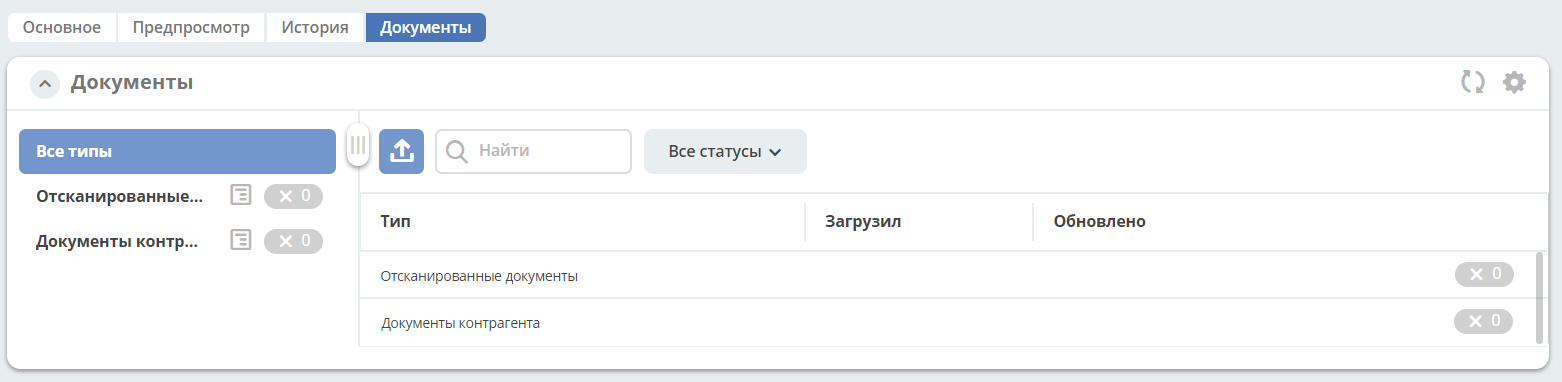 Основное Предпросмотр История Документы
Документы
Все типы
Отсканированные... 0
Документы контр... 0
Найти Все статусы
Тип Загрузил Обновлено
Отсканированные документы 0
Документы контрагента 0